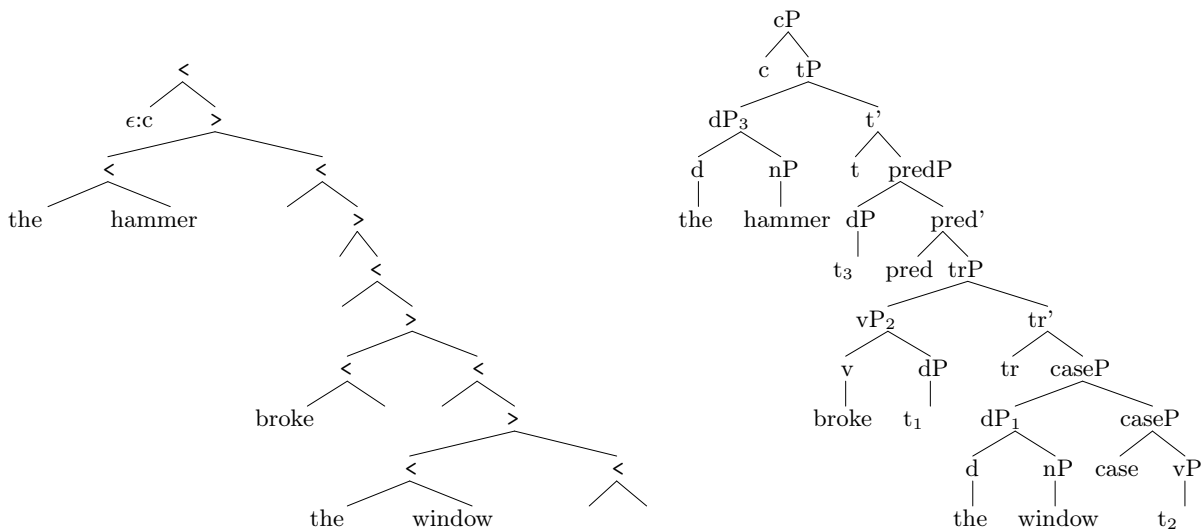 <
ϵ:c >
< <
the hammer >
<
>
< <
broke >
< <
the window
cP
c tP
dP₃ t'
d nP t predP
the hammer dP pred'
t₃ pred trP
vP₂ tr'
v dP tr caseP
broke t₁ dP₁ caseP
d nP case vP
the window t₂